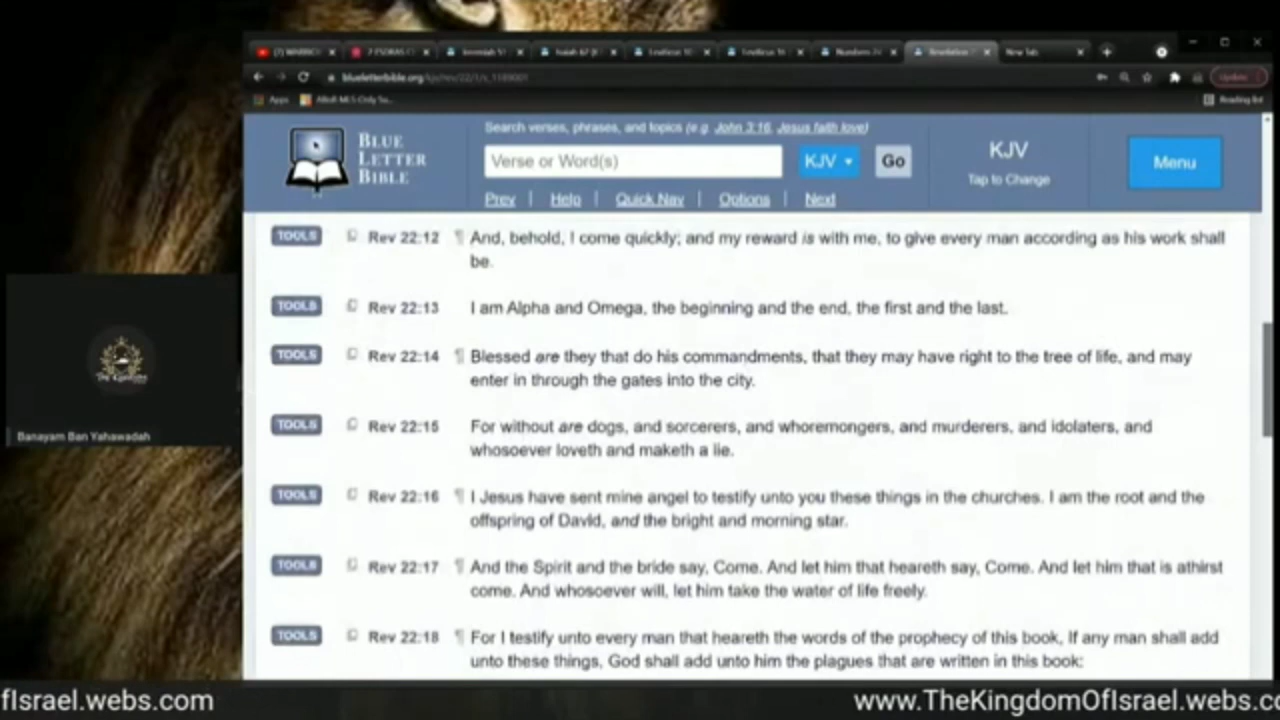 Update
Apps
Reading list
BLUE
LETTER
BIBLE
Search verses, phrases, and topics (e.g. John 3:16, Jesus faith love)
Verse or Word(s)
KJV
Go
KJV
Tap to Change
Menu
Prev | Help | Quick Nav | Options | Next
TOOLS Rev 22:12 ¶ And, behold, I come quickly; and my reward is with me, to give every man according as his work shall
be.
TOOLS Rev 22:13 I am Alpha and Omega, the beginning and the end, the first and the last.
TOOLS Rev 22:14 ¶ Blessed are they that do his commandments, that they may have right to the tree of life, and may
enter in through the gates into the city.
TOOLS Rev 22:15 For without are dogs, and sorcerers, and whoremongers, and murderers, and idolaters, and
whosoever loveth and maketh a lie.
TOOLS Rev 22:16 ¶ I Jesus have sent mine angel to testify unto you these things in the churches. I am the root and the
offspring of David, and the bright and morning star.
TOOLS Rev 22:17 ¶ And the Spirit and the bride say, Come. And let him that heareth say, Come. And let him that is athirst
come. And whosoever will, let him take the water of life freely.
TOOLS Rev 22:18 ¶ For I testify unto every man that heareth the words of the prophecy of this book, If any man shall add
unto these things, God shall add unto him the plagues that are written in this book:
Banayam Ban Yahawadah
fIsrael.webs.com
www.TheKingdomOfIsrael.webs.co